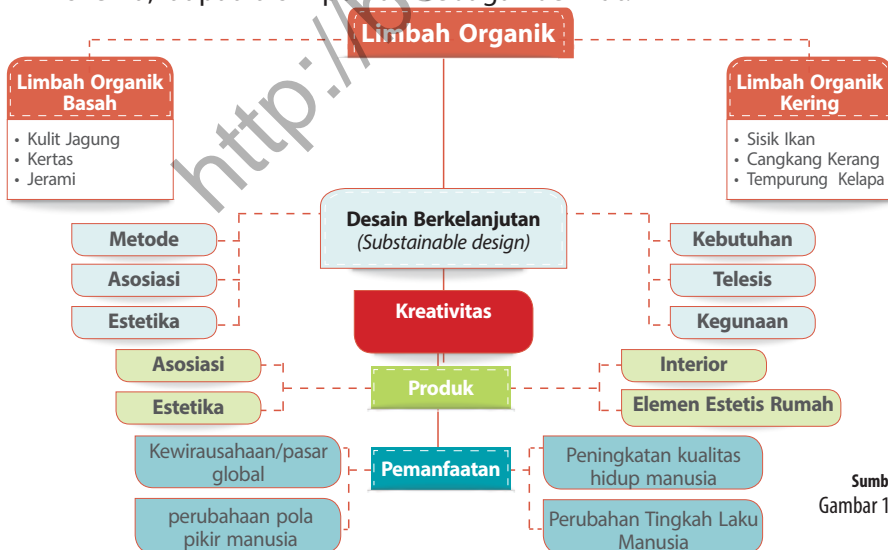 Limbah Organik
Limbah Organik
Basah
• Kulit Jagung
• Kertas
• Jerami
Limbah Organik
Kering
• Sisik Ikan
• Cangkang Kerang
• Tempurung Kelapa
http://b
Desain Berkelanjutan
(Substainable design)
Metode
Asosiasi
Estetika
Kebutuhan
Telesis
Kegunaan
Kreativitas
Asosiasi
Estetika
Produk
Interior
Elemen Estetis Rumah
Kewirausahaan/pasar
global
perubahaan pola
pikir manusia
Pemanfaatan
Peningkatan kualitas
hidup manusia
Perubahan Tingkah Laku
Manusia
Sumb
Gambar 1